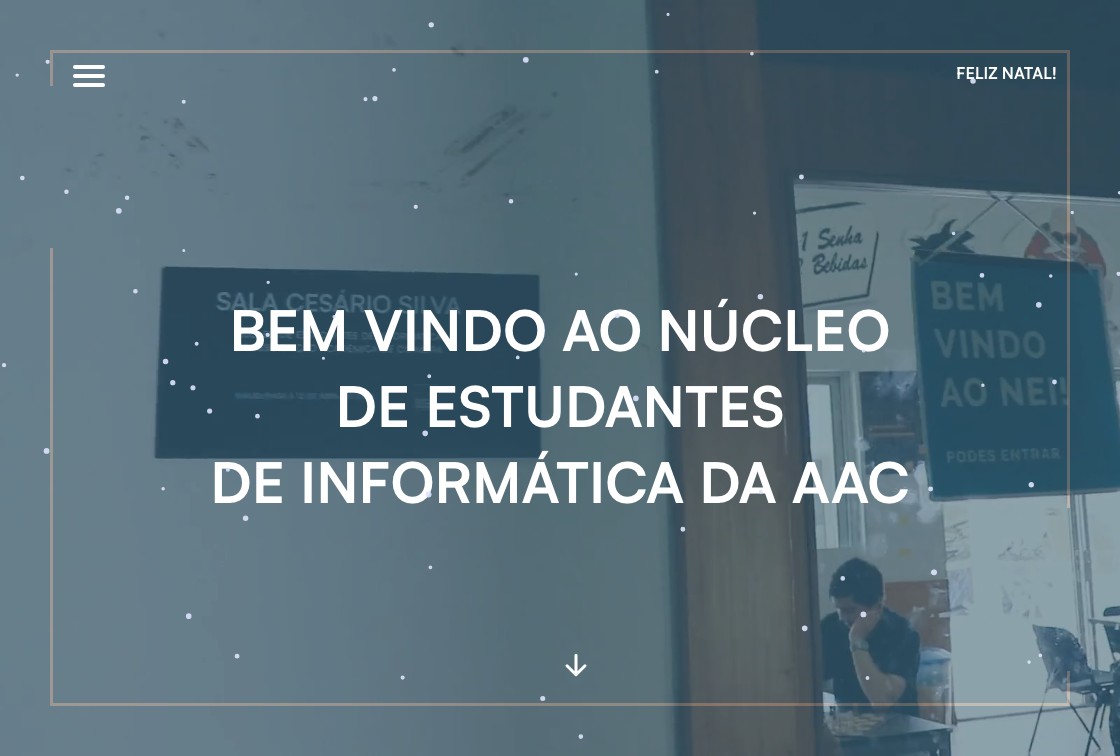 FELIZ NATAL!
1 Senha
Bebidas
BEM
VINDO
AO NEI!
PODES ENTRAR
SALA CESÁRIO SILVA
BEM VINDO AO NÚCLEO
DE ESTUDANTES
DE INFORMÁTICA DA AAC